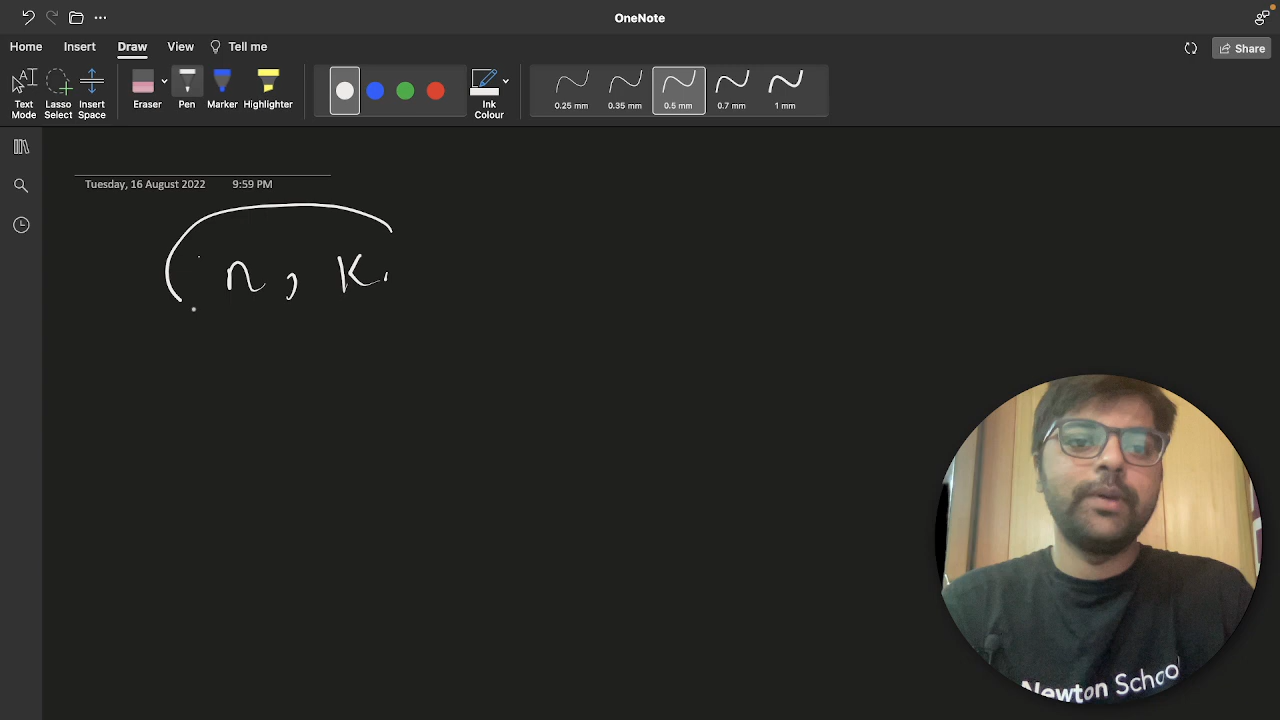 OneNote
Home Insert Draw View Tell me Share
Text Mode Lasso Select Insert Space Eraser Pen Marker Highlighter Ink Colour 0.25 mm 0.35 mm 0.5 mm 0.7 mm 1 mm
Tuesday, 16 August 2022 9:59 PM
n, K
Newton School